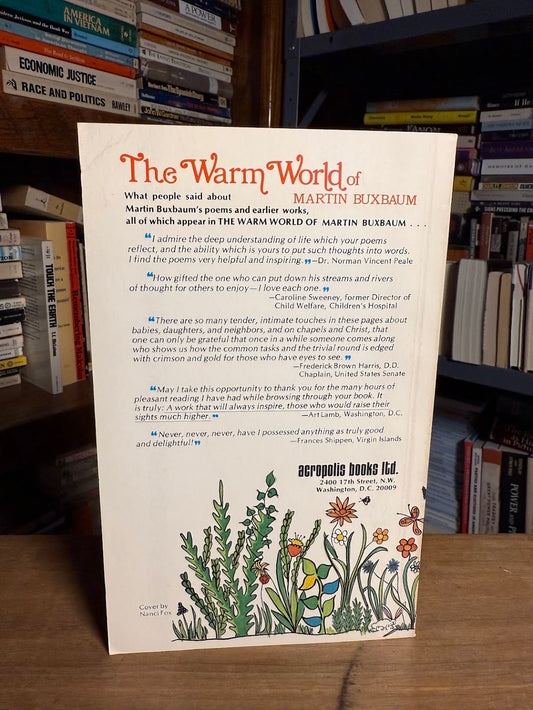 AMERICA
IN VIETNAM
ECONOMIC JUSTICE
RACE AND POLITICS RAWLEY
A POWER
TOUCH THE EARTH
POWER
The Warm World of
MARTIN BUXBAUM
What people said about
Martin Buxbaum's poems and earlier works,
all of which appear in THE WARM WORLD OF MARTIN BUXBAUM . . .
“I admire the deep understanding of life which your poems
reflect, and the ability which is yours to put such thoughts into words.
I find the poems very helpful and inspiring.” —Dr. Norman Vincent Peale
“How gifted the one who can put down his streams and rivers
of thought for others to enjoy—I love each one.”
—Caroline Sweeney, former Director of
Child Welfare, Children's Hospital
“There are so many tender, intimate touches in these pages about
babies, daughters, and neighbors, and on chapels and Christ, that
one can only be grateful that once in a while someone comes along
who shows us how the common tasks and the trivial round is edged
with crimson and gold for those who have eyes to see.”
—Frederick Brown Harris, D.D.
Chaplain, United States Senate
“May I take this opportunity to thank you for the many hours of
pleasant reading I have had while browsing through your book. It
is truly: A work that will always inspire, those who would raise their
sights much higher.” —Art Lamb, Washington, D.C.
“Never, never, never, have I possessed anything as truly good
and delightful!” —Frances Shippen, Virgin Islands
acropolis books ltd.
2400 17th Street, N.W.
Washington, D.C. 20009
Cover by
Nanci Fox